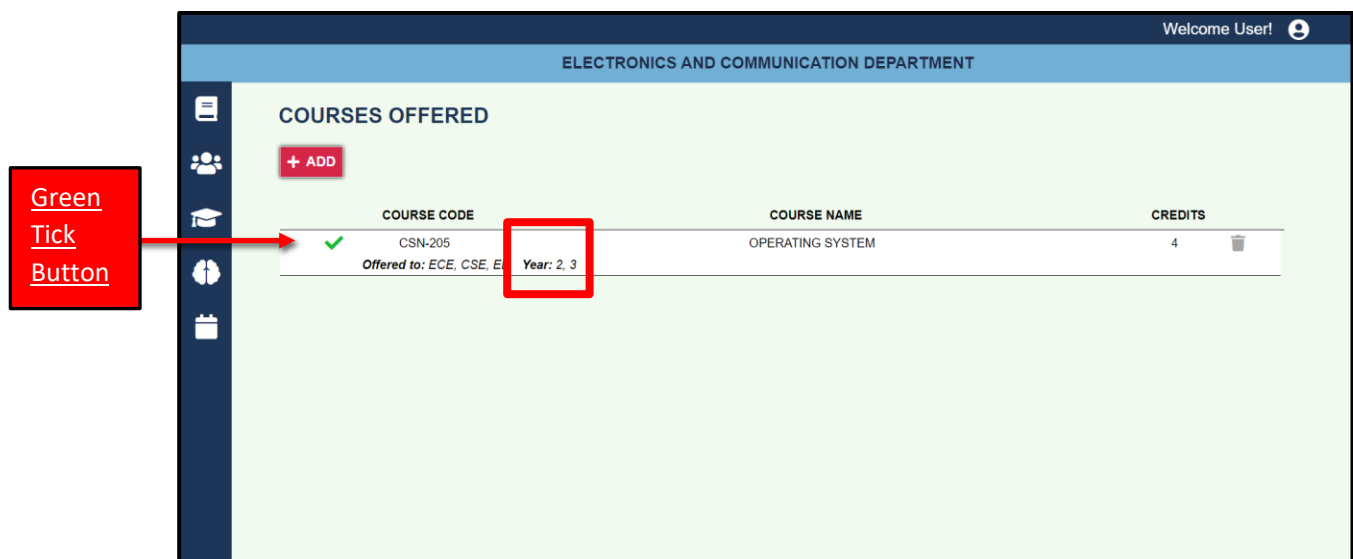 Welcome User!
ELECTRONICS AND COMMUNICATION DEPARTMENT
COURSES OFFERED
+ ADD
Green
Tick
Button
COURSE CODE COURSE NAME CREDITS
CSN-205 OPERATING SYSTEM 4
Offered to: ECE, CSE, Year: 2, 3